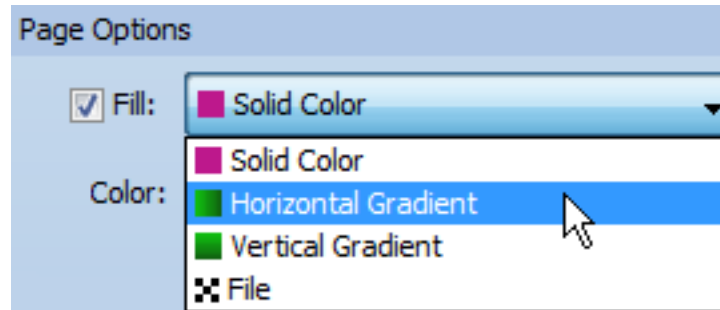 Page Options
Fill: Solid Color
Solid Color
Color: Horizontal Gradient
Vertical Gradient
File